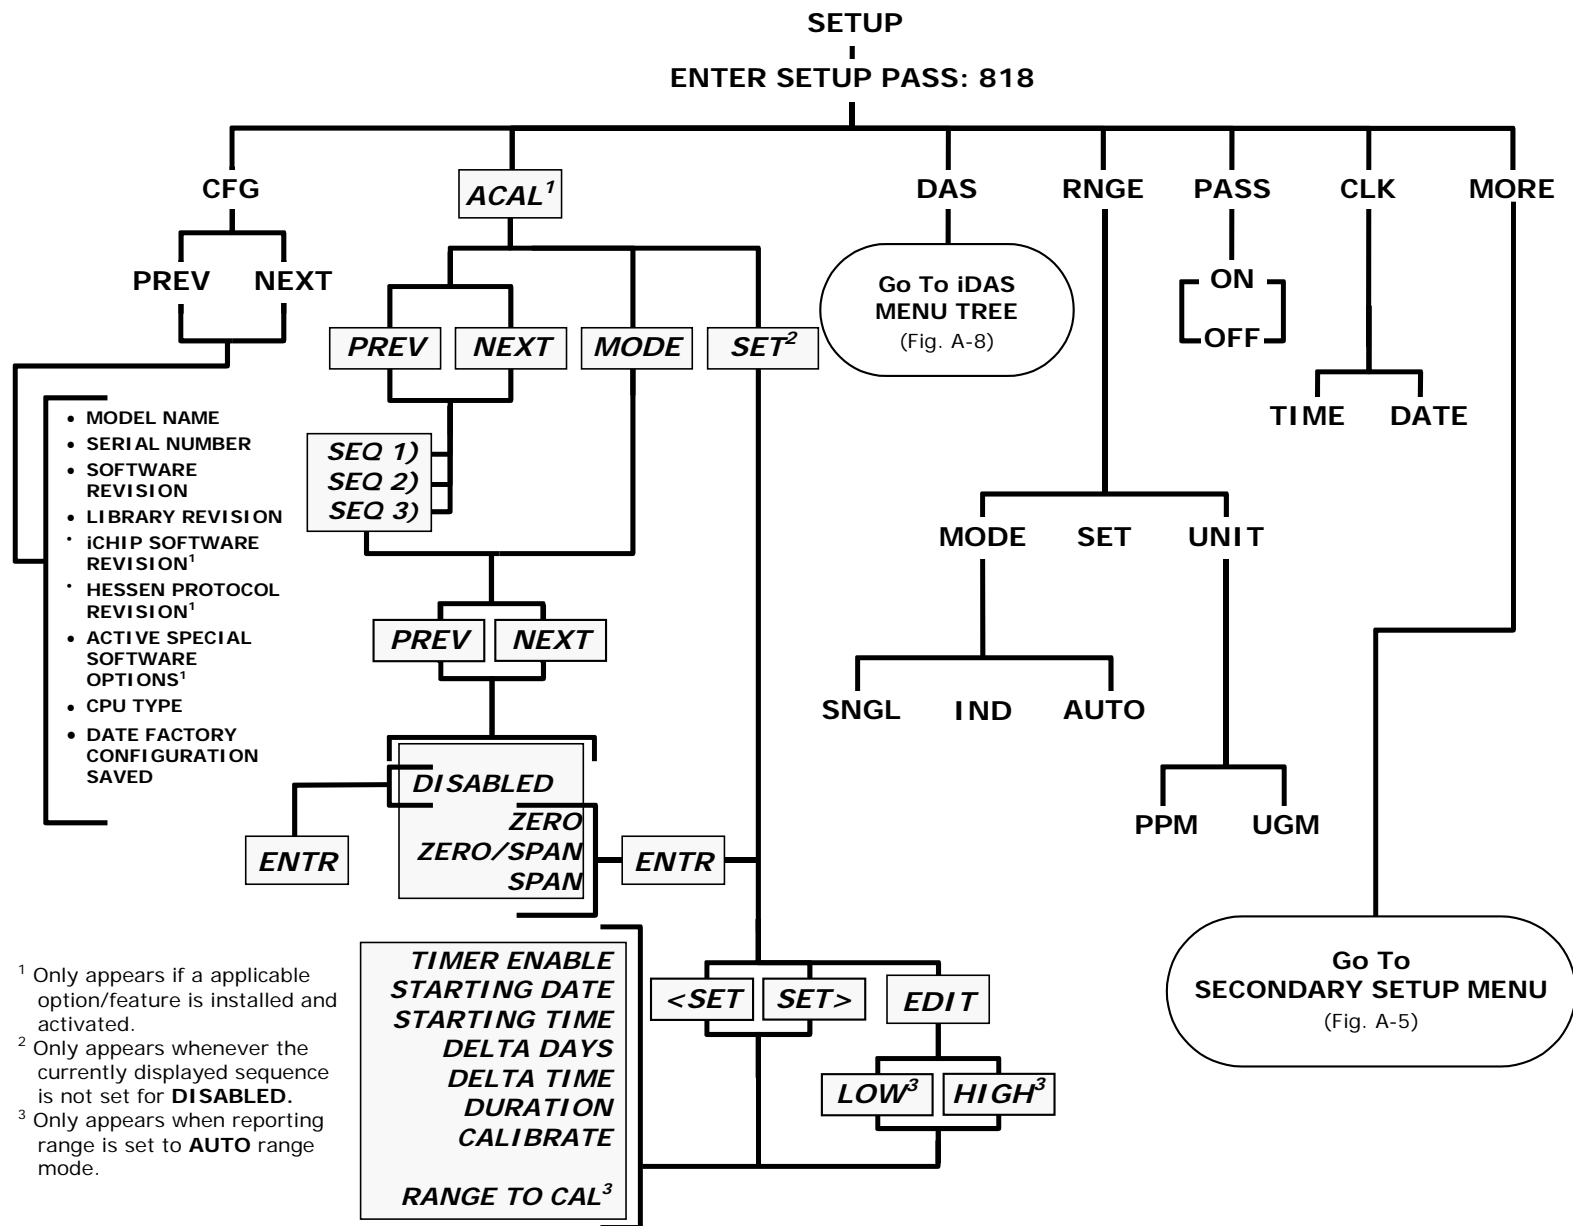 SETUP
ENTER SETUP PASS: 818
CFG
ACAL1
DAS
RNGE
PASS
CLK
MORE
PREV
NEXT
PREV
NEXT
MODE
SET2
Go To iDAS
MENU TREE
(Fig. A-8)
ON
OFF
TIME
DATE
• MODEL NAME
• SERIAL NUMBER
• SOFTWARE
REVISION
• LIBRARY REVISION
• iCHIP SOFTWARE
REVISION1
• HESSEN PROTOCOL
REVISION1
• ACTIVE SPECIAL
SOFTWARE
OPTIONS1
• CPU TYPE
• DATE FACTORY
CONFIGURATION
SAVED
SEQ 1)
SEQ 2)
SEQ 3)
PREV
NEXT
MODE
SET
UNIT
SNGL
IND
AUTO
PPM
UGM
DISABLED
ZERO
ZERO/SPAN
SPAN
ENTR
ENTR
TIMER ENABLE
STARTING DATE
STARTING TIME
DELTA DAYS
DELTA TIME
DURATION
CALIBRATE
RANGE TO CAL3
<SET
SET>
EDIT
LOW3
HIGH3
Go To
SECONDARY SETUP MENU
(Fig. A-5)
1 Only appears if a applicable
option/feature is installed and
activated.
2 Only appears whenever the
currently displayed sequence
is not set for DISABLED.
3 Only appears when reporting
range is set to AUTO range
mode.